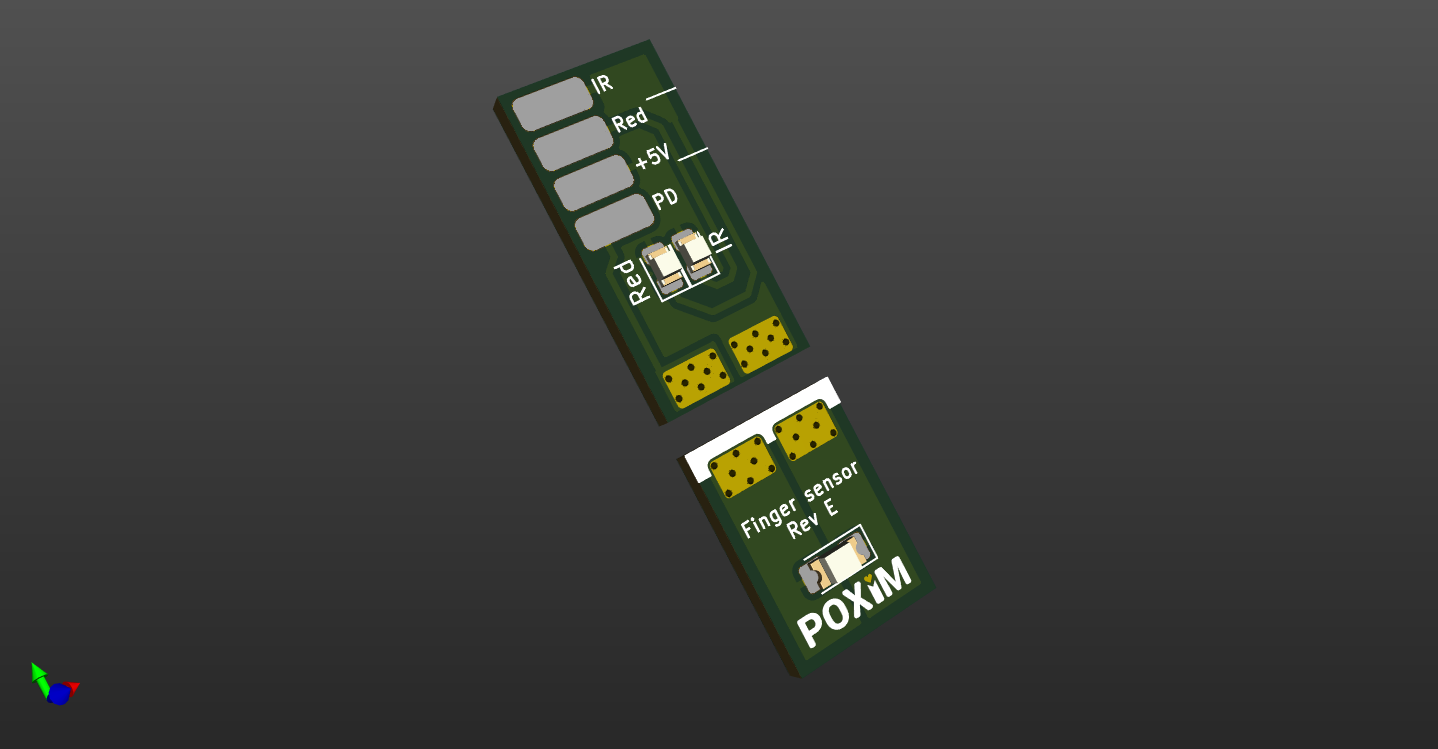 IR
Red
+5V
PD
Red
IR
Finger sensor
Rev E
POXiM